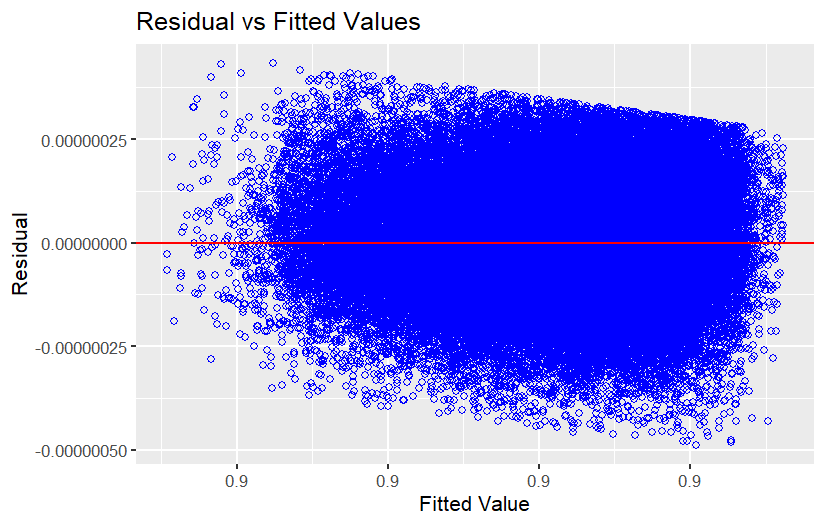 Residual vs Fitted Values
Residual
0.00000025
0.00000000
-0.00000025
-0.00000050
0.9 0.9 0.9 0.9
Fitted Value